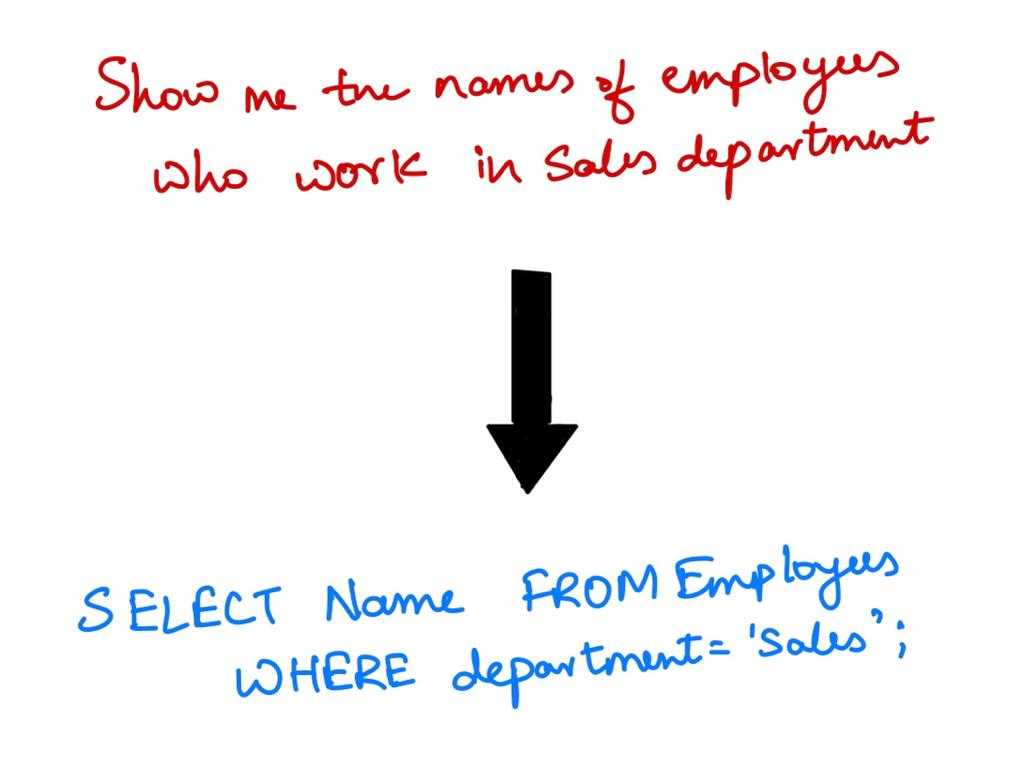 Show me the names of employees
who work in Sales department
SELECT Name FROM Employees
WHERE department = 'Sales';